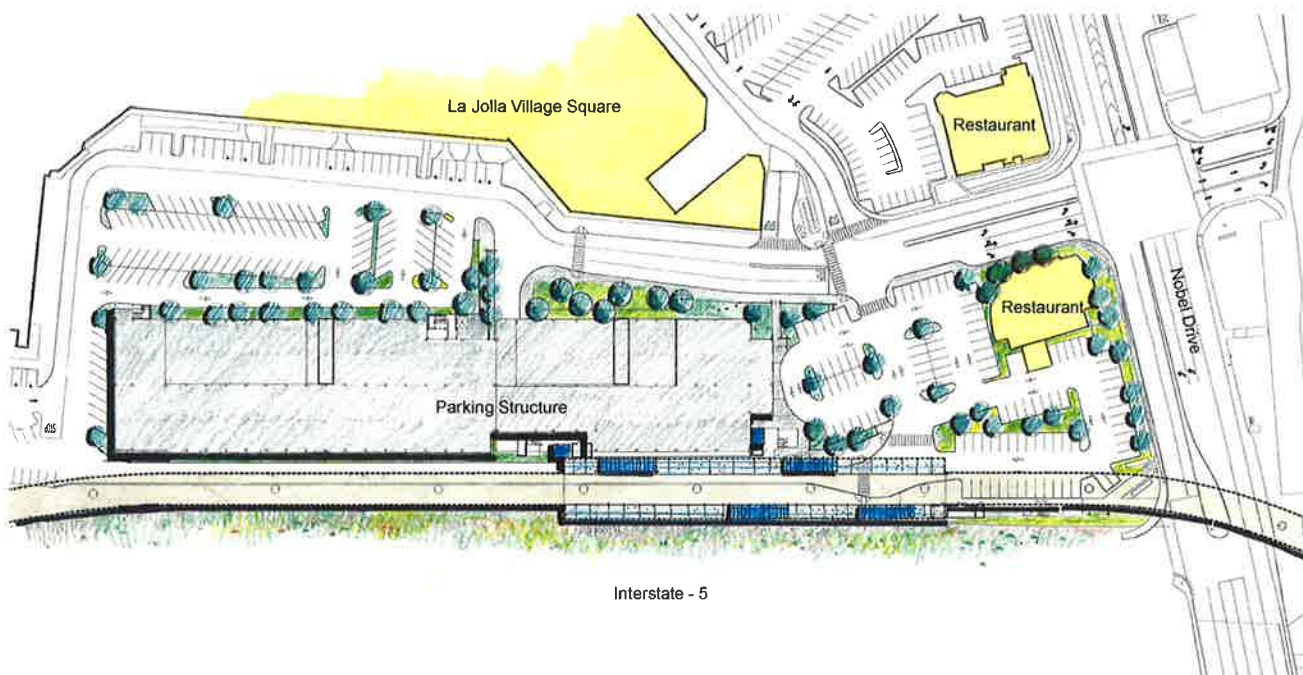 La Jolla Village Square
Restaurant
Restaurant
Nobel Drive
Parking Structure
Interstate - 5